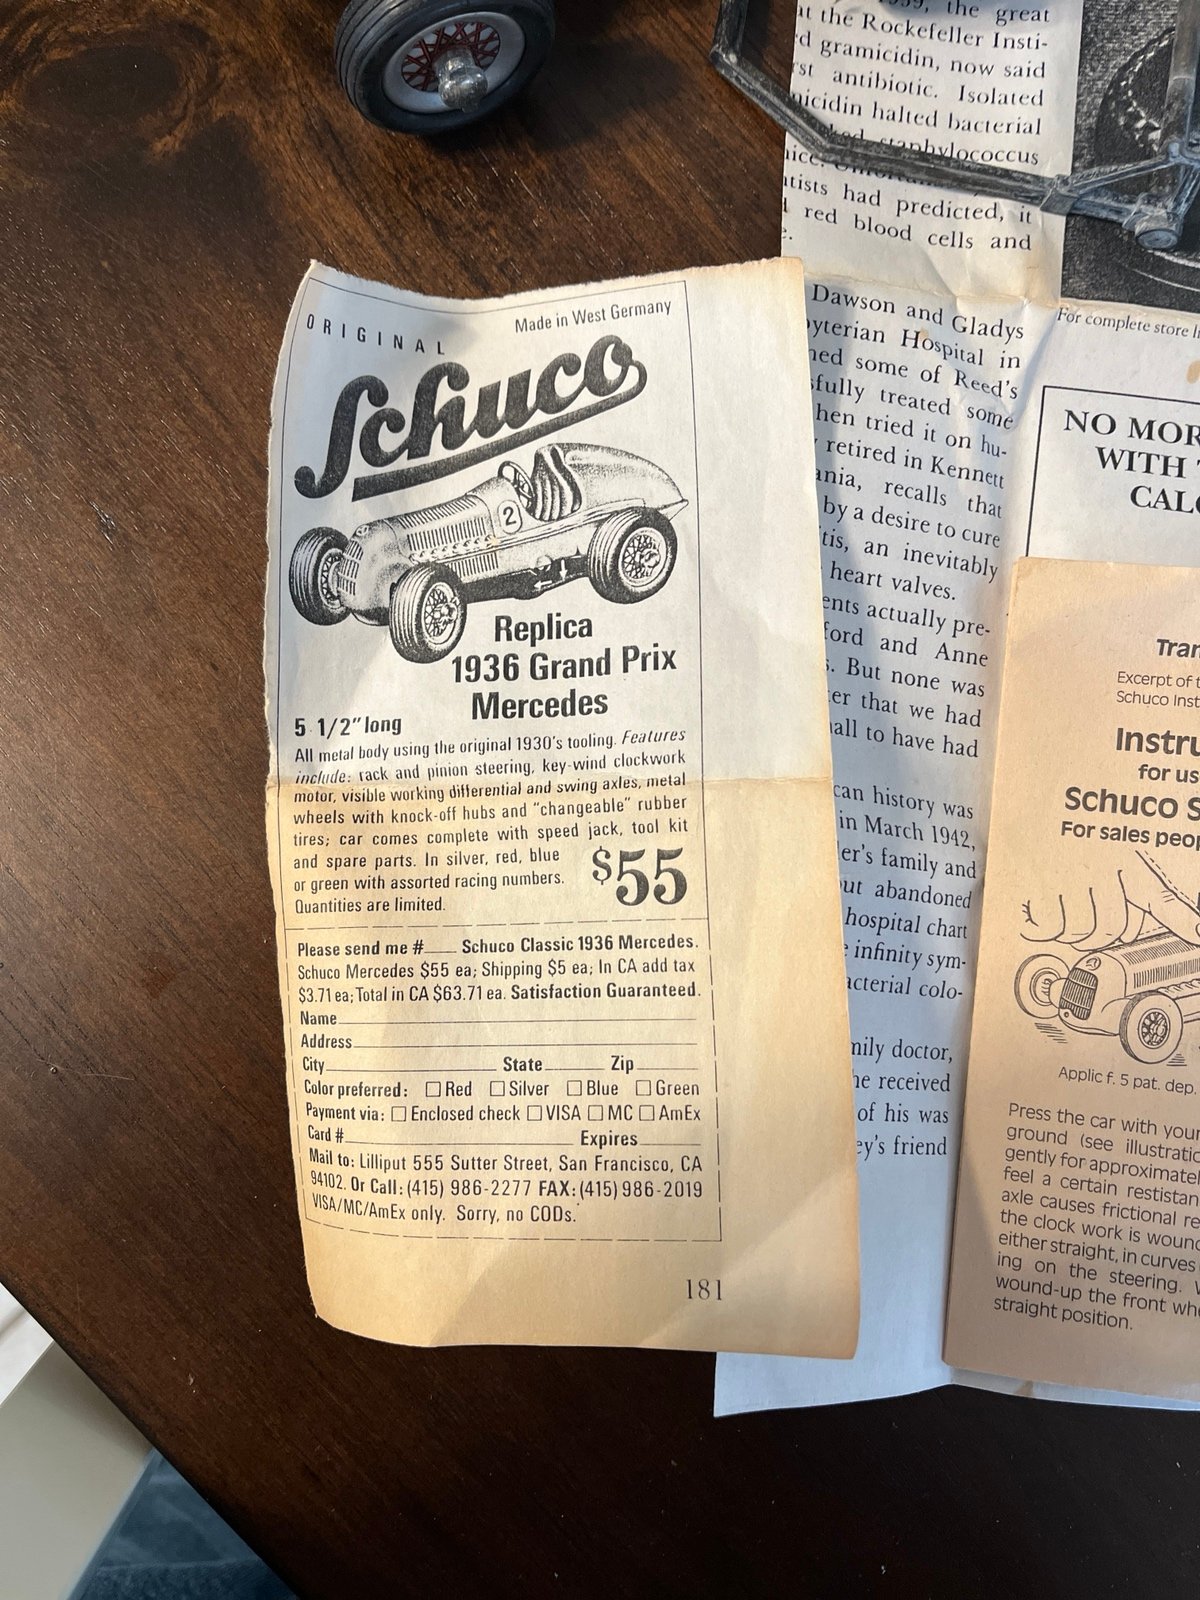 ORIGINAL
Made in West Germany
Schuco
2
Replica
1936 Grand Prix
Mercedes
5 1/2" long
All metal body using the original 1930's tooling. Features
include: rack and pinion steering, key-wind clockwork
motor, visible working differential and swing axles, metal
wheels with knock-off hubs and "changeable" rubber
tires; car comes complete with speed jack, tool kit
and spare parts. In silver, red, blue
or green with assorted racing numbers.
Quantities are limited.
$55
Please send me #____ Schuco Classic 1936 Mercedes.
Schuco Mercedes $55 ea; Shipping $5 ea; In CA add tax
$3.71 ea; Total in CA $63.71 ea. Satisfaction Guaranteed.
Name
Address
City State Zip
Color preferred: ☐ Red ☐ Silver ☐ Blue ☐ Green
Payment via: ☐ Enclosed check ☐ VISA ☐ MC ☐ AmEx
Card # Expires
Mail to: Lilliput 555 Sutter Street, San Francisco, CA
94102. Or Call: (415) 986-2277 FAX: (415) 986-2019
VISA/MC/AmEx only. Sorry, no CODs.
181
the great
at the Rockefeller Insti-
gramicidin, now said
antibiotic. Isolated
halted bacterial
staphylococcus
had predicted, it
red blood cells and
Dawson and Gladys
Hospital in
some of Reed's
treated some
then tried it on hu-
retired in Kennett
recalls that
by a desire to cure
an inevitably
heart valves.
actually pre-
and Anne
But none was
that we had
to have had
history was
in March 1942,
family and
abandoned
hospital chart
infinity sym-
colo-
doctor,
received
of his was
friend
For complete store
NO MOR
WITH
Tran
Excerpt of
Schuco Inst
Instru
for us
Schuco S
For sales peop
Applic f. 5 pat. dep.
Press the car with your
ground (see illustratio
gently for approximatel
feel a certain restistan
axle causes frictional re
the clock work is wound
either straight, in curves
ing on the steering.
wound-up the front whe
straight position.